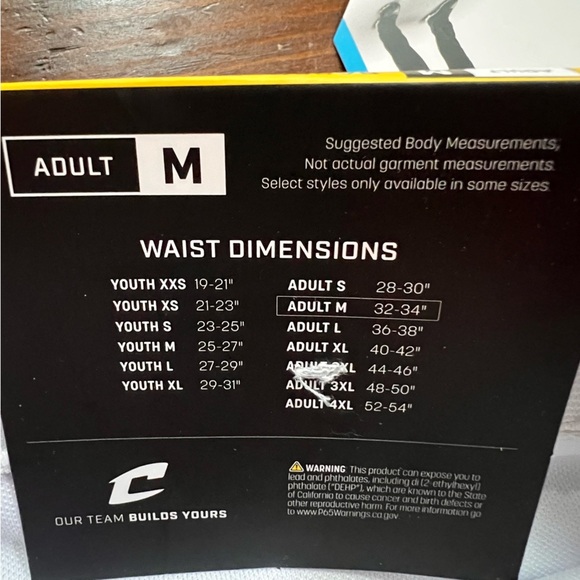 ADULT M
Suggested Body Measurements,
Not actual garment measurements.
Select styles only available in some sizes.
WAIST DIMENSIONS
YOUTH XXS 19-21"
YOUTH XS 21-23"
YOUTH S 23-25"
YOUTH M 25-27"
YOUTH L 27-29"
YOUTH XL 29-31"
ADULT S 28-30"
ADULT M 32-34"
ADULT L 36-38"
ADULT XL 40-42"
ADULT 2XL 44-46"
ADULT 3XL 48-50"
ADULT 4XL 52-54"
OUR TEAM BUILDS YOURS
WARNING This product can expose you to
lead and phthalates, including di (2-ethylhexyl)
phthalate ("DEHP"), which are known to the State
of California to cause cancer and birth defects or
other reproductive harm. For more information go
to www.P65Warnings.ca.gov